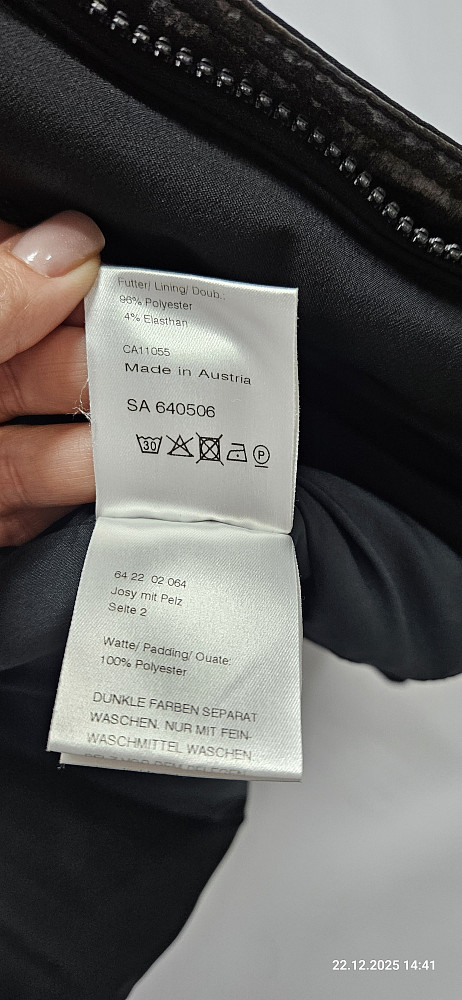 Futter/ Lining/ Doub.:
96% Polyester
4% Elasthan
CA11055
Made in Austria
SA 640506
30
P
64 22 02 064
Josy mit Pelz
Seite 2
Watte/ Padding/ Ouate:
100% Polyester
DUNKLE FARBEN SEPARAT
WASCHEN. NUR MIT FEIN-
WASCHMITTEL WASCHEN
22.12.2025 14:41